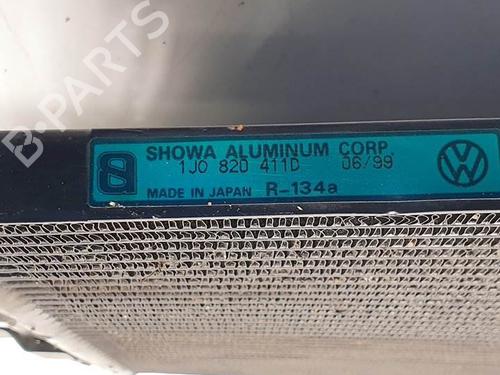 B-PARTS
SHOWA ALUMINUM CORP.
1J0 820 411D 06/99
MADE IN JAPAN R-134a